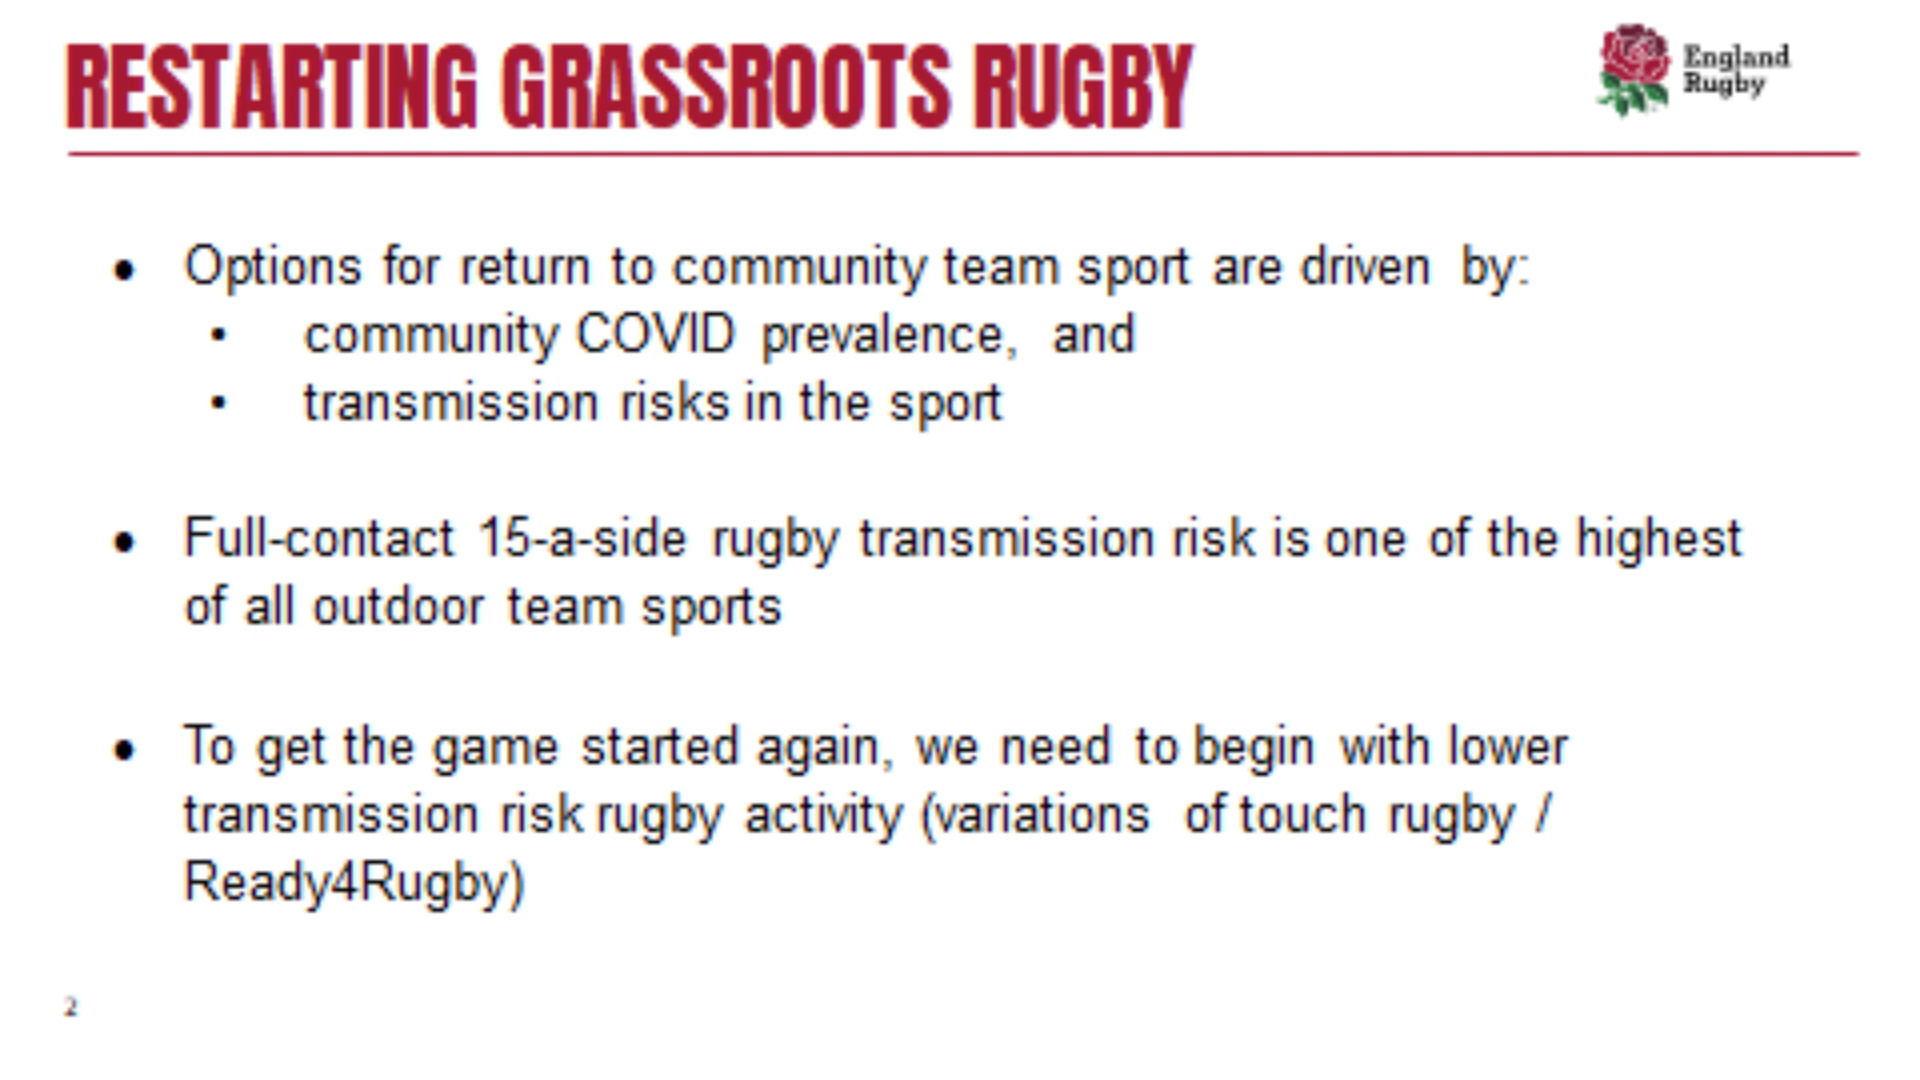 RESTARTING GRASSROOTS RUGBY
England
Rugby
• Options for return to community team sport are driven by:
• community COVID prevalence, and
• transmission risks in the sport
• Full-contact 15-a-side rugby transmission risk is one of the highest
of all outdoor team sports
• To get the game started again, we need to begin with lower
transmission risk rugby activity (variations of touch rugby /
Ready4Rugby)
2